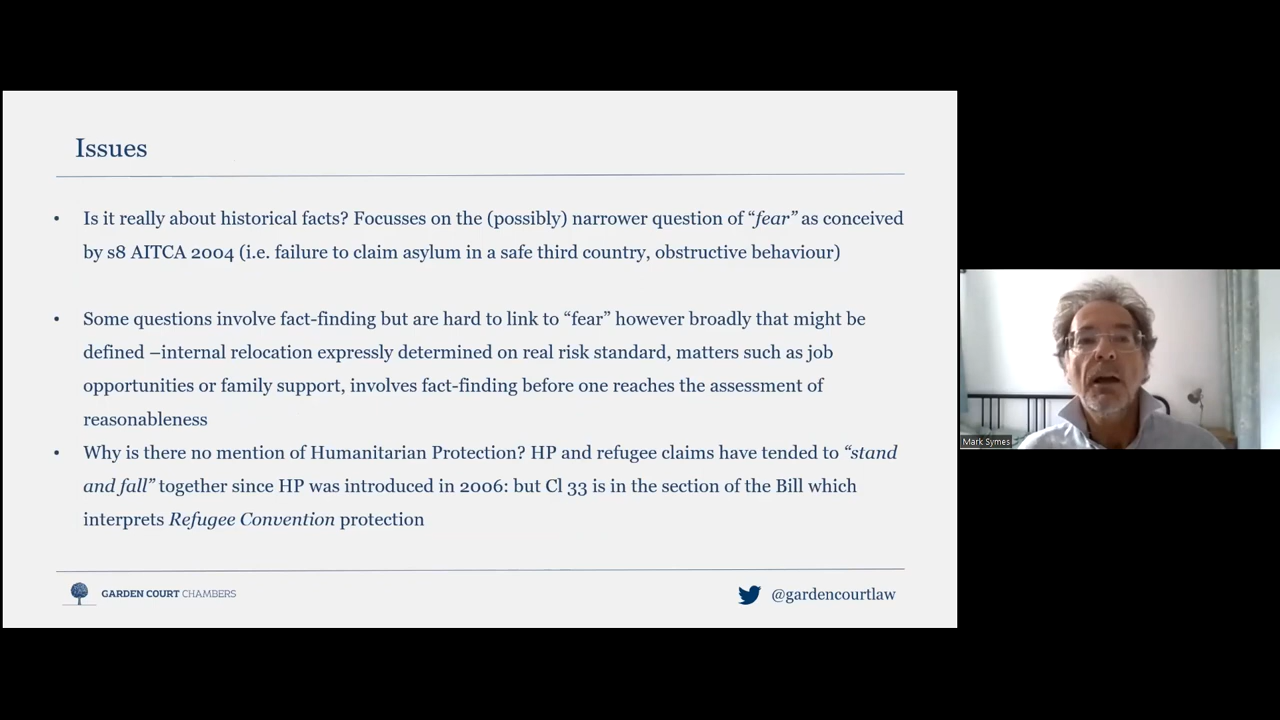 Issues
• Is it really about historical facts? Focusses on the (possibly) narrower question of “fear” as conceived
by s8 AITCA 2004 (i.e. failure to claim asylum in a safe third country, obstructive behaviour)
• Some questions involve fact-finding but are hard to link to “fear” however broadly that might be
defined –internal relocation expressly determined on real risk standard, matters such as job
opportunities or family support, involves fact-finding before one reaches the assessment of
reasonableness
• Why is there no mention of Humanitarian Protection? HP and refugee claims have tended to “stand
and fall” together since HP was introduced in 2006: but Cl 33 is in the section of the Bill which
interprets Refugee Convention protection
GARDEN COURT CHAMBERS
@gardencourtlaw
Mark Symes